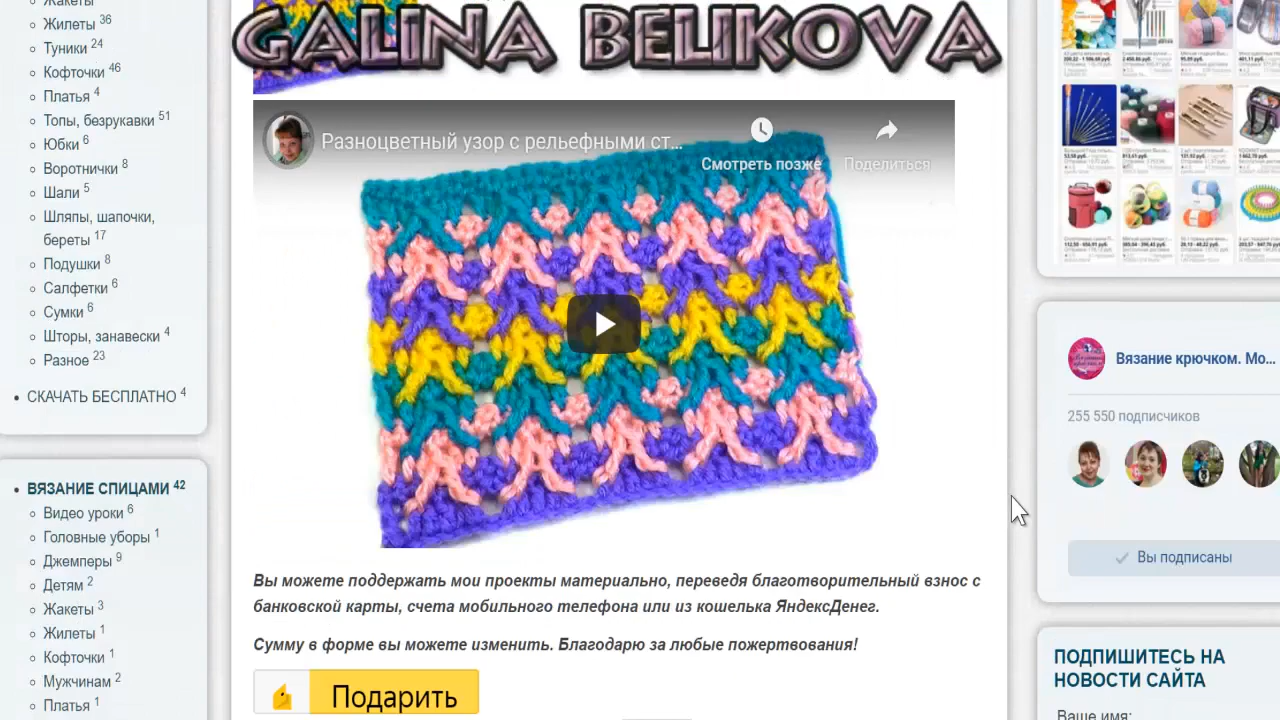 Жакеты
Жилеты 36
Туники 24
Кофточки 46
Платья 4
Топы, безрукавки 51
Юбки 6
Воротнички 8
Шали 5
Шляпы, шапочки,
береты 17
Подушки 8
Салфетки 6
Сумки 6
Шторы, занавески 4
Разное 23
СКАЧАТЬ БЕСПЛАТНО 4
ВЯЗАНИЕ СПИЦАМИ 42
Видео уроки 6
Головные уборы 1
Джемперы 9
Детям 2
Жакеты 3
Жилеты 1
Кофточки 1
Мужчинам 2
Платья 1
GALINA BELIKOVA
Разноцветный узор с рельефными ст...
Смотреть позже
Поделиться
Вы можете поддержать мои проекты материально, переведя благотворительный взнос с
банковской карты, счета мобильного телефона или из кошелька ЯндексДенег.
Сумму в форме вы можете изменить. Благодарю за любые пожертвования!
Подарить
Вязание крючком. Мо...
255 550 подписчиков
Вы подписаны
ПОДПИШИТЕСЬ НА
НОВОСТИ САЙТА
Ваше имя: